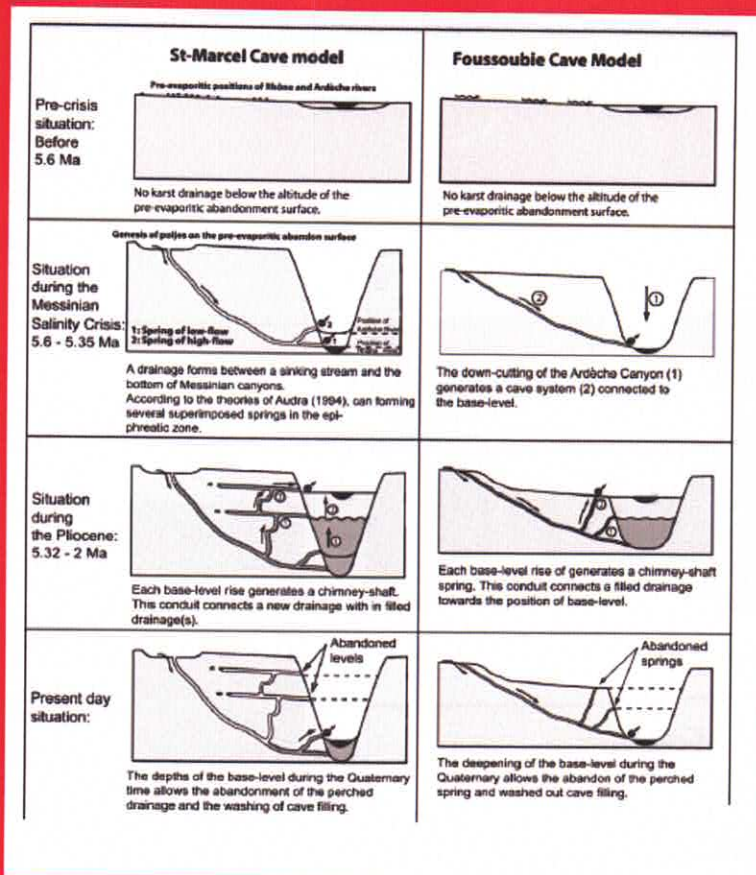 St-Marcel Cave model
Foussoubie Cave Model
Pre-crisis
situation:
Before
5.6 Ma
Pre-evaporitic positions of Rhône and Ardèche rivers
No karst drainage below the altitude of the
pre-evaporitic abandonment surface.
No karst drainage below the altitude of the
pre-evaporitic abandonment surface.
Situation
during the
Messinian
Salinity Crisis:
5.6 - 5.35 Ma
Genesis of poljes on the pre-evaporitic abandon surface
1: Spring of low-flow
2: Spring of high-flow
2
1
Position of
Position of
A drainage forms between a sinking stream and the
bottom of Messinian canyons.
According to the theories of Audra (1994), can forming
several superimposed springs in the epi-
phreatic zone.
2
1
The down-cutting of the Ardèche Canyon (1)
generates a cave system (2) connected to
the base-level.
Situation
during
the Pliocene:
5.32 - 2 Ma
Each base-level rise generates a chimney-shaft.
This conduit connects a new drainage with in filled
drainage(s).
Each base-level rise of generates a chimney-shaft
spring. This conduit connects a filled drainage
towards the position of base-level.
Present day
situation:
Abandoned
levels
The depths of the base-level during the Quaternary
time allows the abandonment of the perched
drainage and the washing of cave filling.
Abandoned
springs
The deepening of the base-level during the
Quaternary allows the abandon of the perched
spring and washed out cave filling.